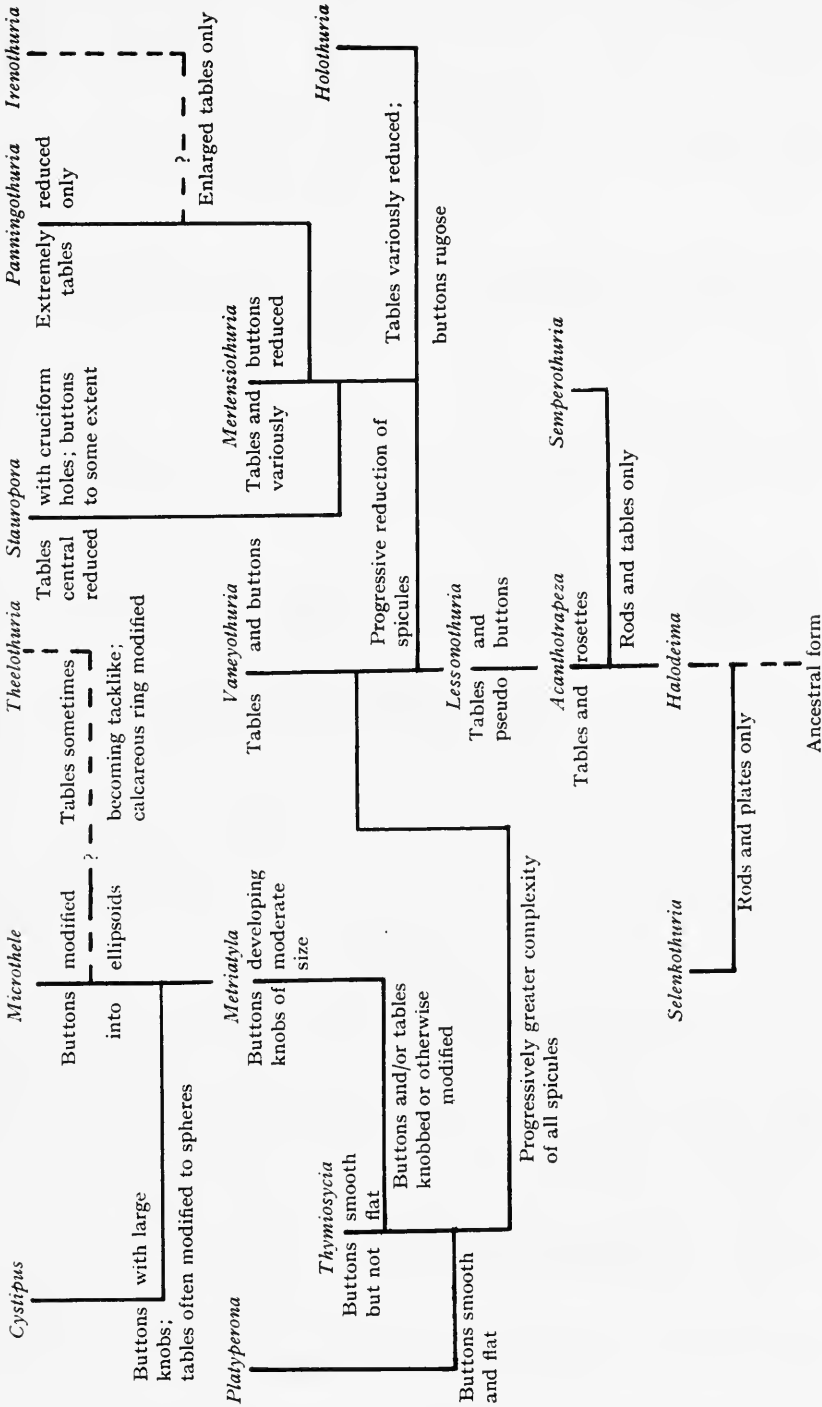 Cystipus
Microthele
Theelothuria
Stauropora
Panningothuria
Irenothuria
Buttons with large
knobs;
tables often modified to spheres
Buttons modified
into ellipsoids
?
Tables sometimes
becoming tacklike;
calcareous ring modified
Tables with cruciform
central holes; buttons
reduced to some extent
Extremely reduced
tables only
?
Enlarged tables only
Platyperona
Thymiosycia
Metriatyla
Vaneyothuria
Mertensiothuria
Holothuria
Buttons smooth
and flat
Buttons smooth
but not flat
Buttons developing
knobs of moderate
size
Buttons and/or tables
knobbed or otherwise
modified
Tables and buttons
Tables and buttons
variously reduced
Progressively greater complexity
of all spicules
Progressive reduction of
spicules
Tables variously reduced;
buttons rugose
Lessonothuria
Tables and
pseudo buttons
Acanthotrapeza
Tables and rosettes
Semperothuria
Rods and tables only
Selenkothuria
Halodeima
Rods and plates only
Ancestral form